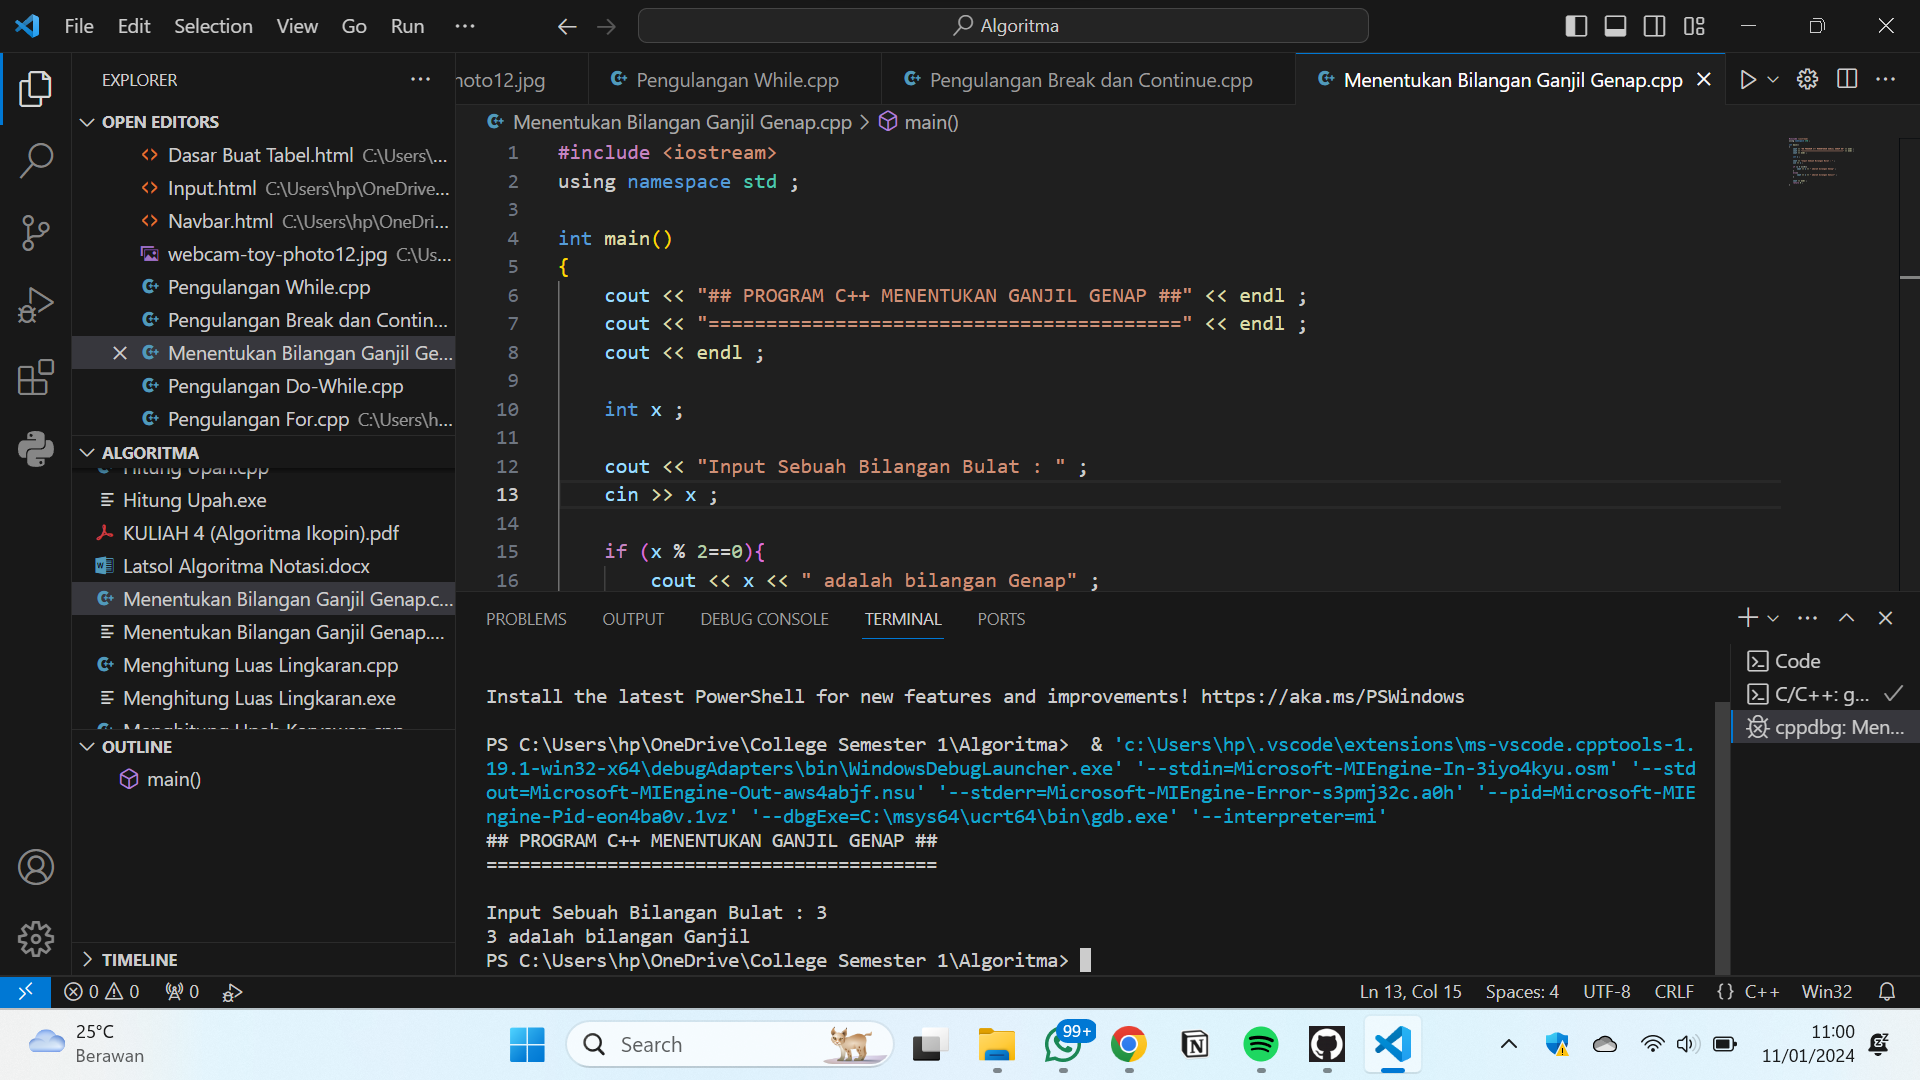 File Edit Selection View Go Run ···
Algoritma
EXPLORER
hoto12.jpg
Pengulangan While.cpp
Pengulangan Break dan Continue.cpp
Menentukan Bilangan Ganjil Genap.cpp
OPEN EDITORS
Dasar Buat Tabel.html C:\Users\...
Input.html C:\Users\hp\OneDrive...
Navbar.html C:\Users\hp\OneDri...
webcam-toy-photo12.jpg C:\Us...
Pengulangan While.cpp
Pengulangan Break dan Contin...
Menentukan Bilangan Ganjil Ge...
Pengulangan Do-While.cpp
Pengulangan For.cpp C:\Users\h...
ALGORITMA
Hitung Upah.cpp
Hitung Upah.exe
KULIAH 4 (Algoritma Ikopin).pdf
Latsol Algoritma Notasi.docx
Menentukan Bilangan Ganjil Genap.c...
Menentukan Bilangan Ganjil Genap....
Menghitung Luas Lingkaran.cpp
Menghitung Luas Lingkaran.exe
OUTLINE
main()
TIMELINE
Menentukan Bilangan Ganjil Genap.cpp > main()
1 #include <iostream>
2 using namespace std ;
3
4 int main()
5 {
6 cout << "## PROGRAM C++ MENENTUKAN GANJIL GENAP ##" << endl ;
7 cout << "=========================================" << endl ;
8 cout << endl ;
9
10 int x ;
11
12 cout << "Input Sebuah Bilangan Bulat : " ;
13 cin >> x ;
14
15 if (x % 2==0){
16 cout << x << " adalah bilangan Genap" ;
PROBLEMS OUTPUT DEBUG CONSOLE TERMINAL PORTS
Install the latest PowerShell for new features and improvements! https://aka.ms/PSWindows
PS C:\Users\hp\OneDrive\College Semester 1\Algoritma>  & 'c:\Users\hp\.vscode\extensions\ms-vscode.cpptools-1.
19.1-win32-x64\debugAdapters\bin\WindowsDebugLauncher.exe' '--stdin=Microsoft-MIEngine-In-3iyo4kyu.osm' '--std
out=Microsoft-MIEngine-Out-aws4abjf.nsu' '--stderr=Microsoft-MIEngine-Error-s3pmj32c.a0h' '--pid=Microsoft-MIE
ngine-Pid-eon4ba0v.1vz' '--dbgExe=C:\msys64\ucrt64\bin\gdb.exe' '--interpreter=mi'
## PROGRAM C++ MENENTUKAN GANJIL GENAP ##
=========================================
Input Sebuah Bilangan Bulat : 3
3 adalah bilangan Ganjil
PS C:\Users\hp\OneDrive\College Semester 1\Algoritma>
Code
C/C++: g...
cppdbg: Men...
0 0 0
Ln 13, Col 15 Spaces: 4 UTF-8 CRLF {} C++ Win32
25°C
Berawan
Search
99+
11:00
11/01/2024